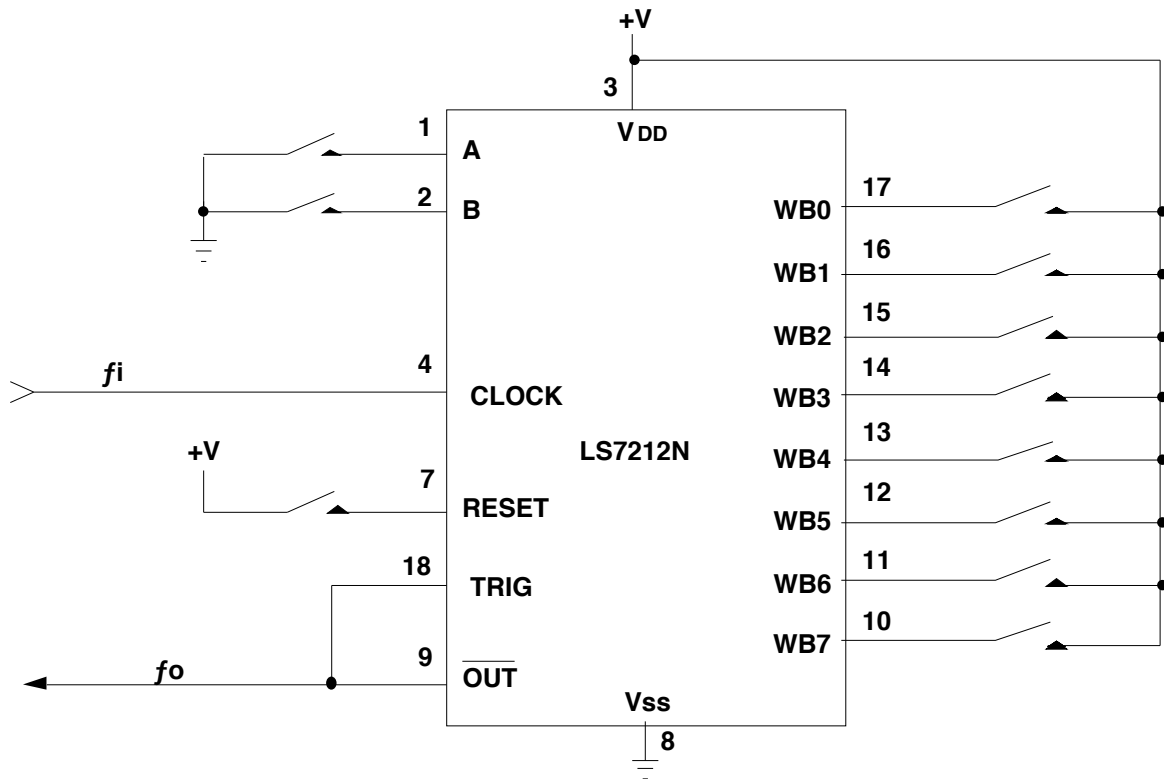 +V
3
VDD
1
A
2
B
17
WB0
16
WB1
15
WB2
14
WB3
13
WB4
12
WB5
11
WB6
10
WB7
ƒi
4
CLOCK
LS7212N
+V
7
RESET
18
TRIG
ƒo
9
OUT
Vss
8